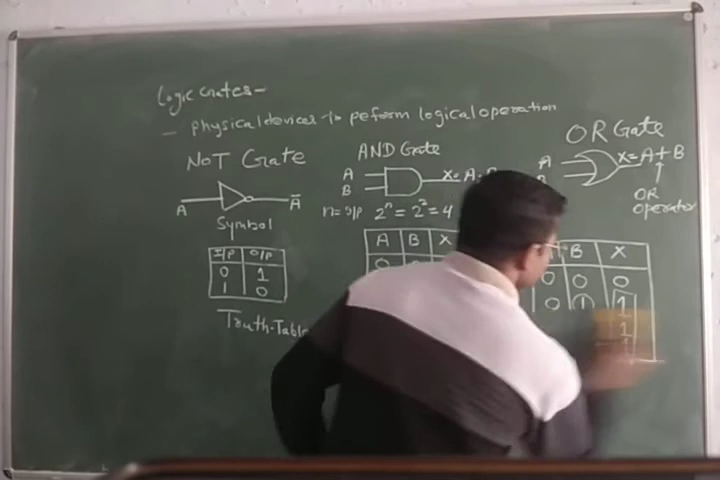 Logic Gates-
- physical devices to peform logical operation
NOT Gate
A
Ā
Symbol
I/P O/P
0 1
1 0
Truth-Table
AND Gate
A
B
X= A.
n= I/P 2ⁿ = 2² = 4
A B X
OR Gate
A
X= A + B
OR
operator
B X
0 0 0
0 1 1
1
1